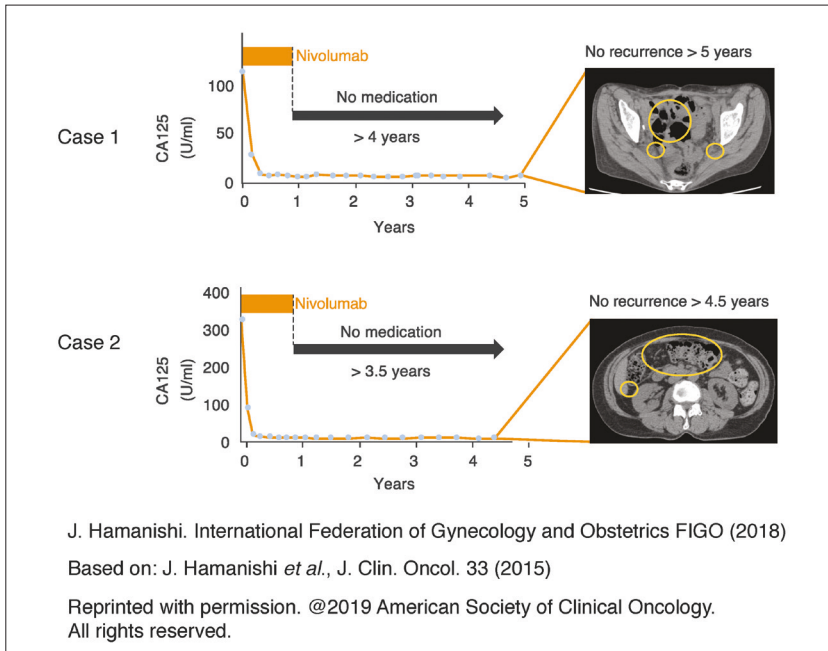 Nivolumab
No recurrence > 5 years
100
No medication
Case 1
CA125
(U/ml)
50
> 4 years
0
0 1 2 3 4 5
Years
400
Nivolumab
No recurrence > 4.5 years
300
No medication
Case 2
CA125
(U/ml)
200
> 3.5 years
100
0
0 1 2 3 4 5
Years
J. Hamanishi. International Federation of Gynecology and Obstetrics FIGO (2018)
Based on: J. Hamanishi et al., J. Clin. Oncol. 33 (2015)
Reprinted with permission. @2019 American Society of Clinical Oncology.
All rights reserved.